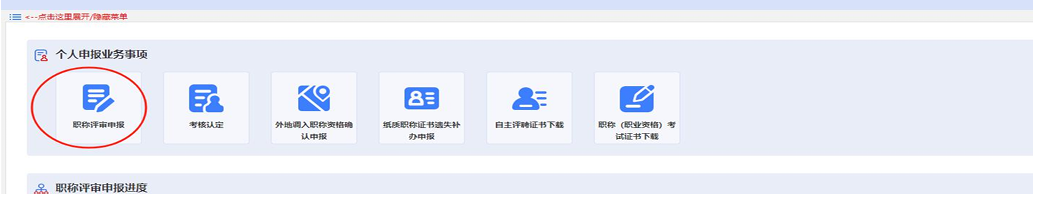 <--点击这里展开/隐藏菜单
个人申报业务事项
职称评审申报
考核认定
外地调入职称资格确
认申报
纸质职称证书遗失补
办申报
自主评聘证书下载
职称（职业资格）考
试证书下载
职称评审申报进度